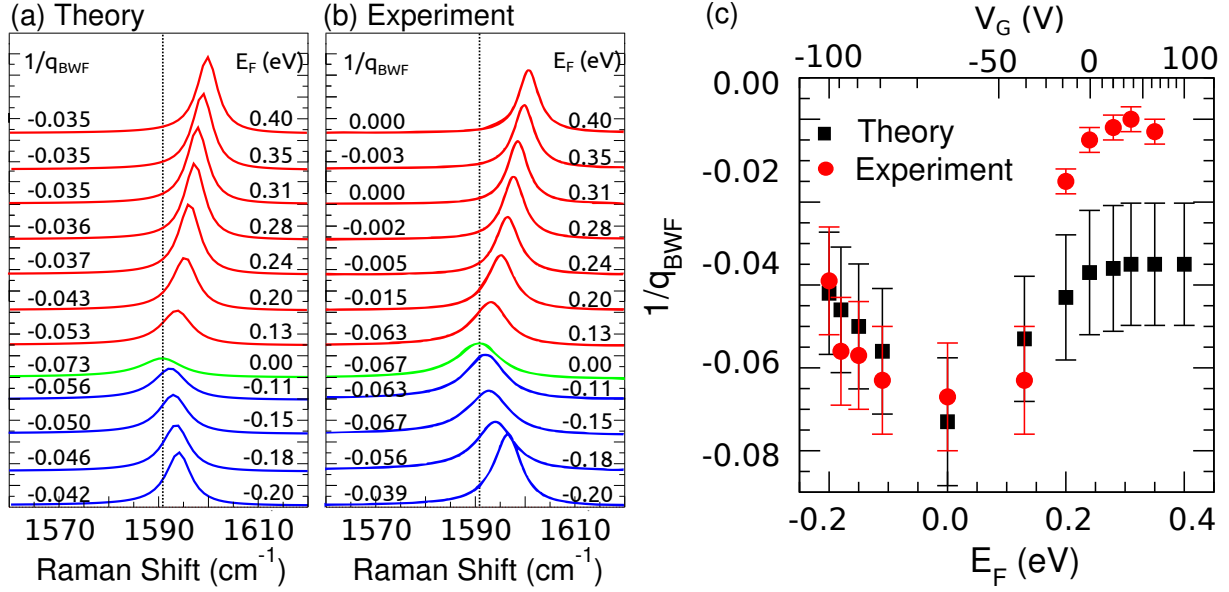 (a) Theory
1/q_BWF E_F (eV)
-0.035 0.40
-0.035 0.35
-0.035 0.31
-0.036 0.28
-0.037 0.24
-0.043 0.20
-0.053 0.13
-0.073 0.00
-0.056 -0.11
-0.050 -0.15
-0.046 -0.18
-0.042 -0.20
1570 1590 1610
Raman Shift (cm⁻¹)
(b) Experiment
1/q_BWF E_F (eV)
0.000 0.40
-0.003 0.35
0.000 0.31
-0.002 0.28
-0.005 0.24
-0.015 0.20
-0.063 0.13
-0.067 0.00
-0.063 -0.11
-0.067 -0.15
-0.056 -0.18
-0.039 -0.20
1570 1590 1610
Raman Shift (cm⁻¹)
(c)
V_G (V)
-100 -50 0 50 100
0.00
-0.02
-0.04
-0.06
-0.08
1/q_BWF
Theory
Experiment
-0.2 0.0 0.2 0.4
E_F (eV)